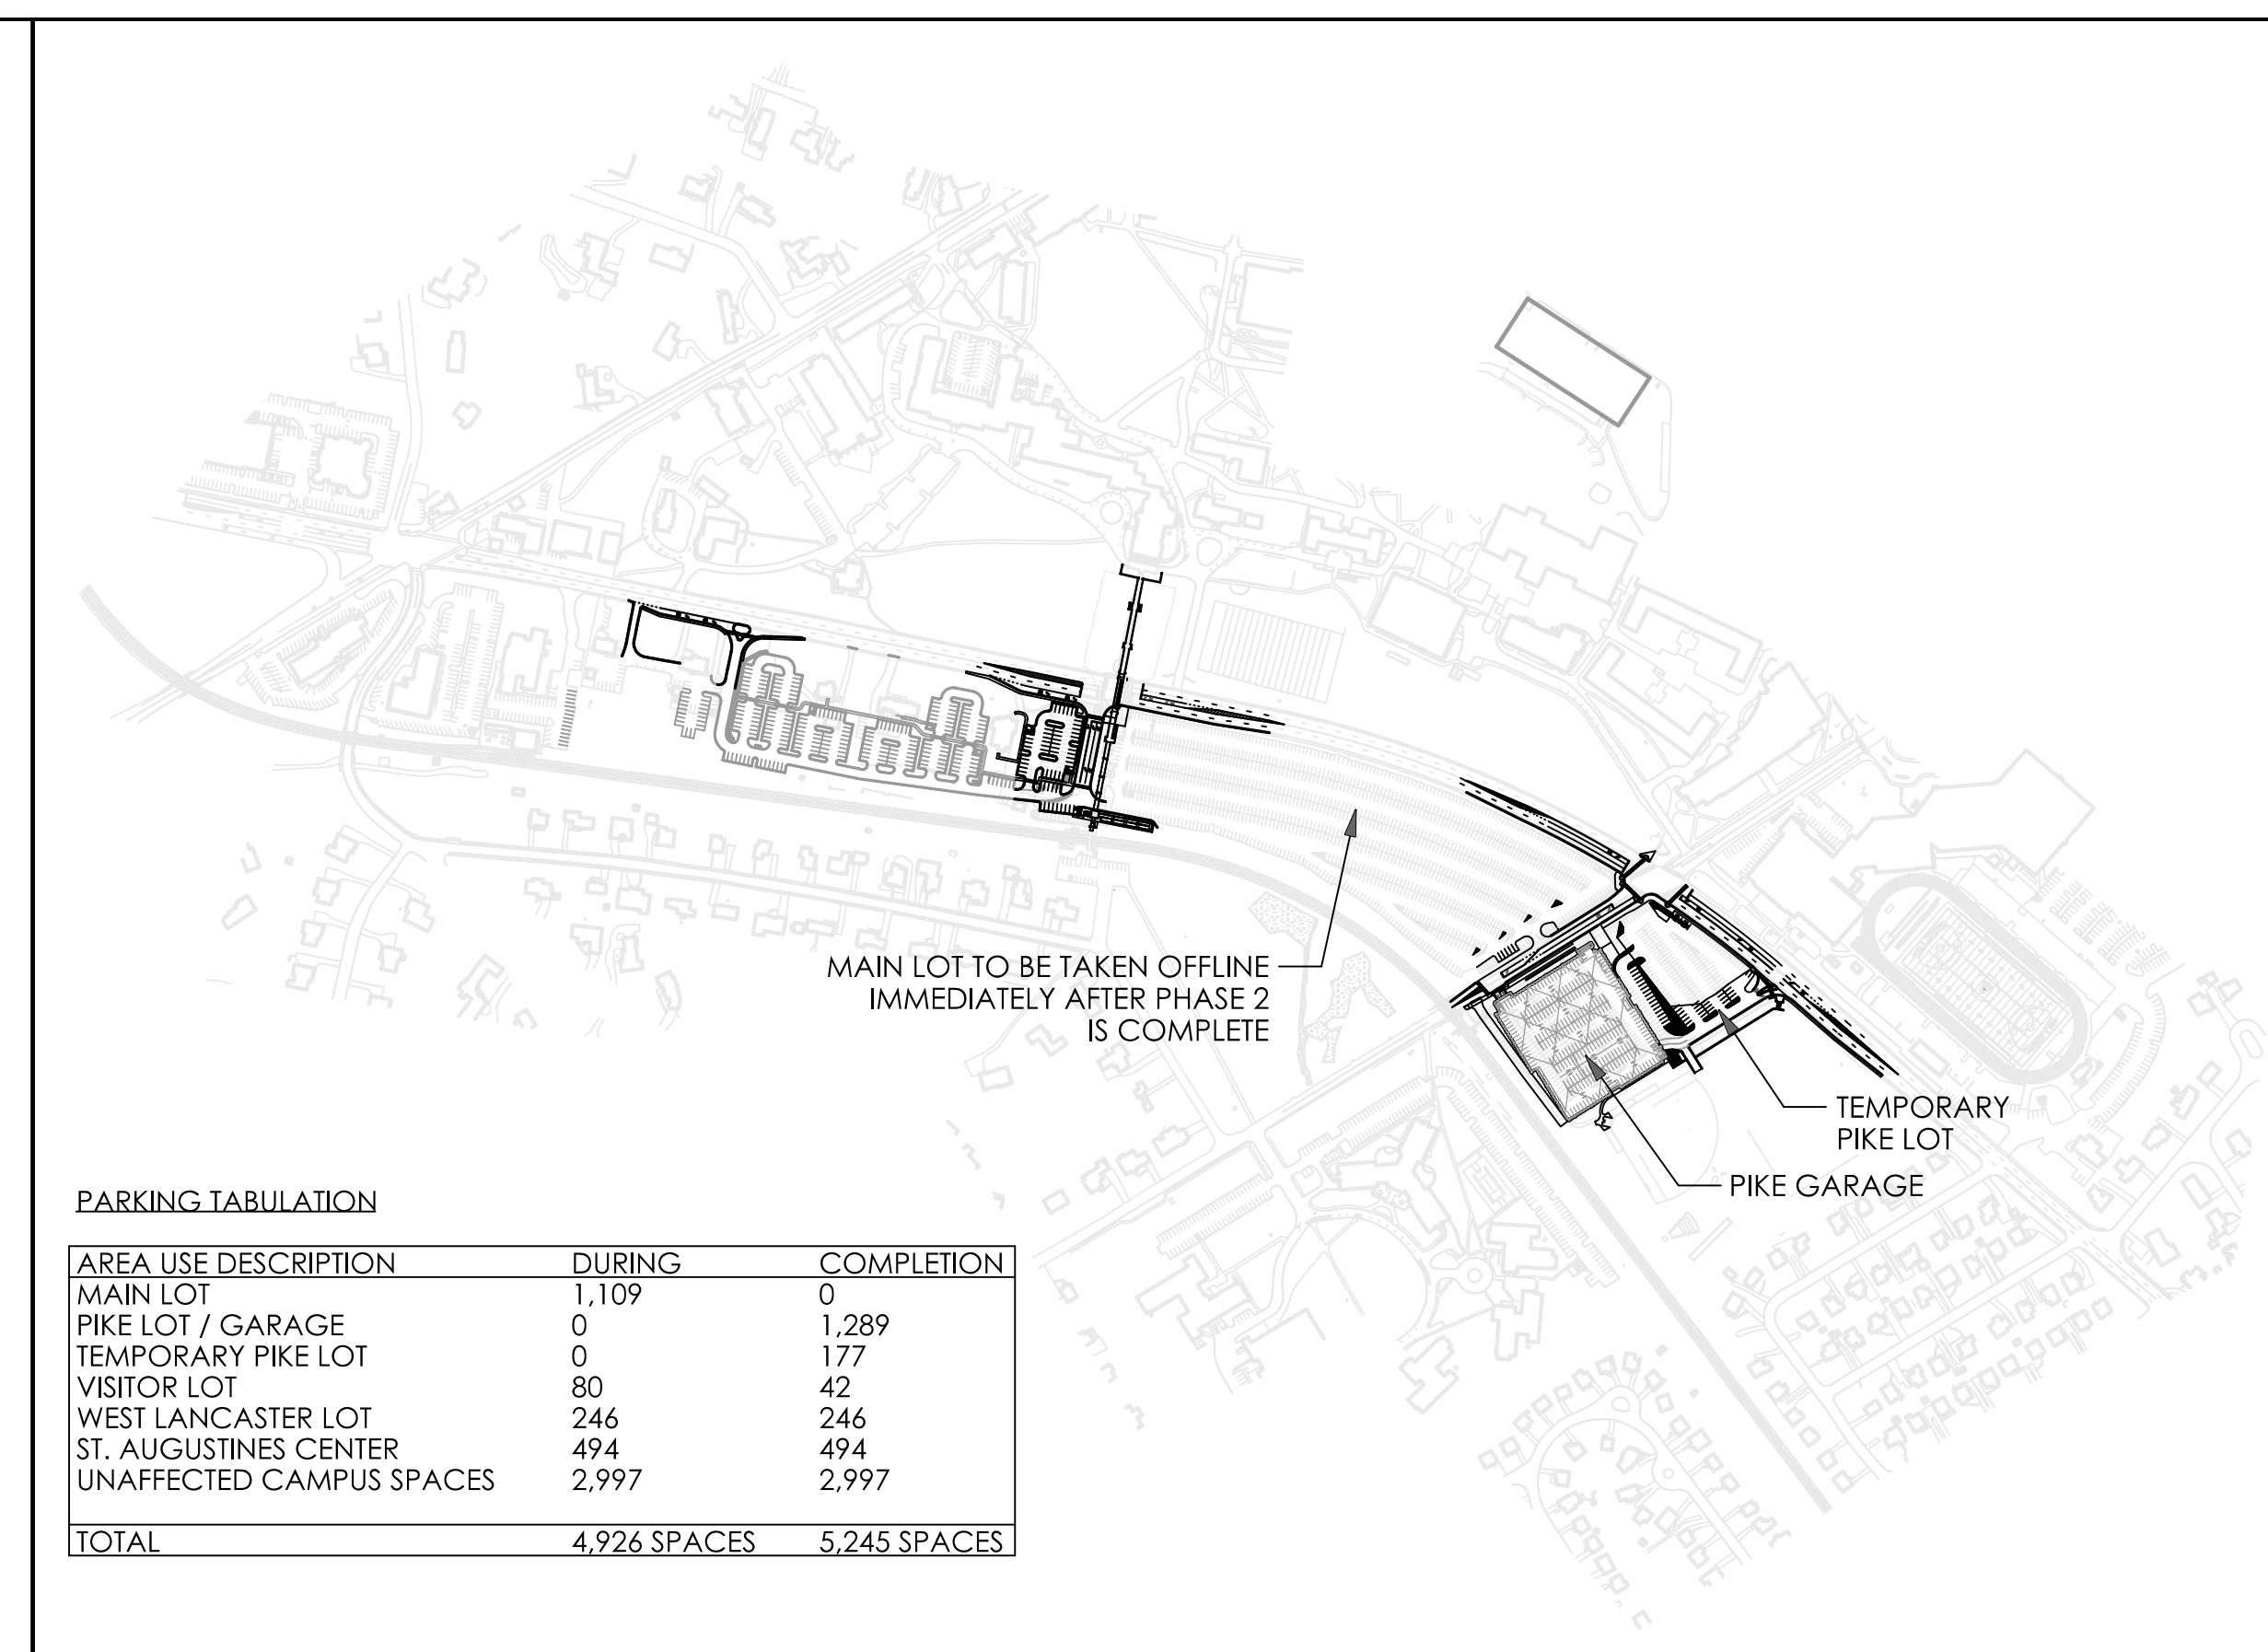 MAIN LOT TO BE TAKEN OFFLINE
IMMEDIATELY AFTER PHASE 2
IS COMPLETE
TEMPORARY
PIKE LOT
PIKE GARAGE
PARKING TABULATION
AREA USE DESCRIPTION DURING COMPLETION
MAIN LOT 1,109 0
PIKE LOT / GARAGE 0 1,289
TEMPORARY PIKE LOT 0 177
VISITOR LOT 80 42
WEST LANCASTER LOT 246 246
ST. AUGUSTINES CENTER 494 494
UNAFFECTED CAMPUS SPACES 2,997 2,997
TOTAL 4,926 SPACES 5,245 SPACES